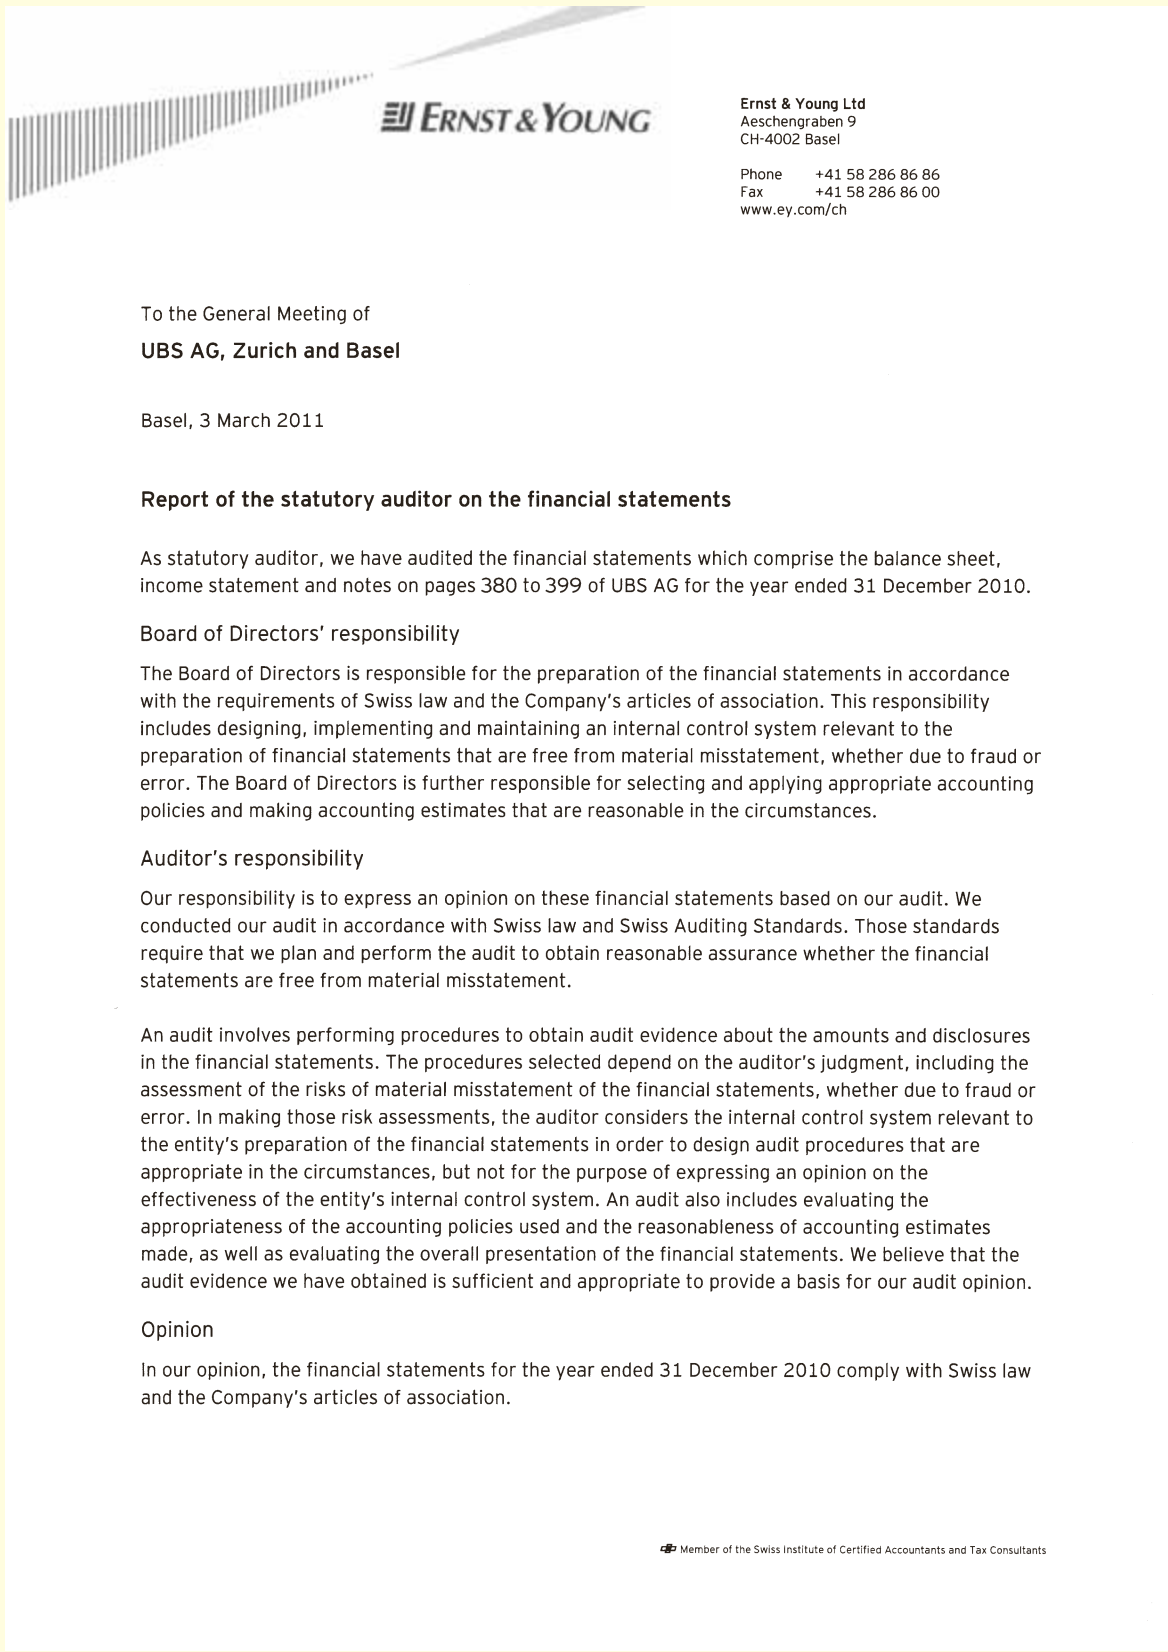 ERNST & YOUNG
Ernst & Young Ltd
Aeschengraben 9
CH-4002 Basel
Phone +41 58 286 86 86
Fax +41 58 286 86 00
www.ey.com/ch
To the General Meeting of
UBS AG, Zurich and Basel
Basel, 3 March 2011
Report of the statutory auditor on the financial statements
As statutory auditor, we have audited the financial statements which comprise the balance sheet,
income statement and notes on pages 380 to 399 of UBS AG for the year ended 31 December 2010.
Board of Directors' responsibility
The Board of Directors is responsible for the preparation of the financial statements in accordance
with the requirements of Swiss law and the Company's articles of association. This responsibility
includes designing, implementing and maintaining an internal control system relevant to the
preparation of financial statements that are free from material misstatement, whether due to fraud or
error. The Board of Directors is further responsible for selecting and applying appropriate accounting
policies and making accounting estimates that are reasonable in the circumstances.
Auditor's responsibility
Our responsibility is to express an opinion on these financial statements based on our audit. We
conducted our audit in accordance with Swiss law and Swiss Auditing Standards. Those standards
require that we plan and perform the audit to obtain reasonable assurance whether the financial
statements are free from material misstatement.
An audit involves performing procedures to obtain audit evidence about the amounts and disclosures
in the financial statements. The procedures selected depend on the auditor's judgment, including the
assessment of the risks of material misstatement of the financial statements, whether due to fraud or
error. In making those risk assessments, the auditor considers the internal control system relevant to
the entity's preparation of the financial statements in order to design audit procedures that are
appropriate in the circumstances, but not for the purpose of expressing an opinion on the
effectiveness of the entity's internal control system. An audit also includes evaluating the
appropriateness of the accounting policies used and the reasonableness of accounting estimates
made, as well as evaluating the overall presentation of the financial statements. We believe that the
audit evidence we have obtained is sufficient and appropriate to provide a basis for our audit opinion.
Opinion
In our opinion, the financial statements for the year ended 31 December 2010 comply with Swiss law
and the Company's articles of association.
Member of the Swiss Institute of Certified Accountants and Tax Consultants